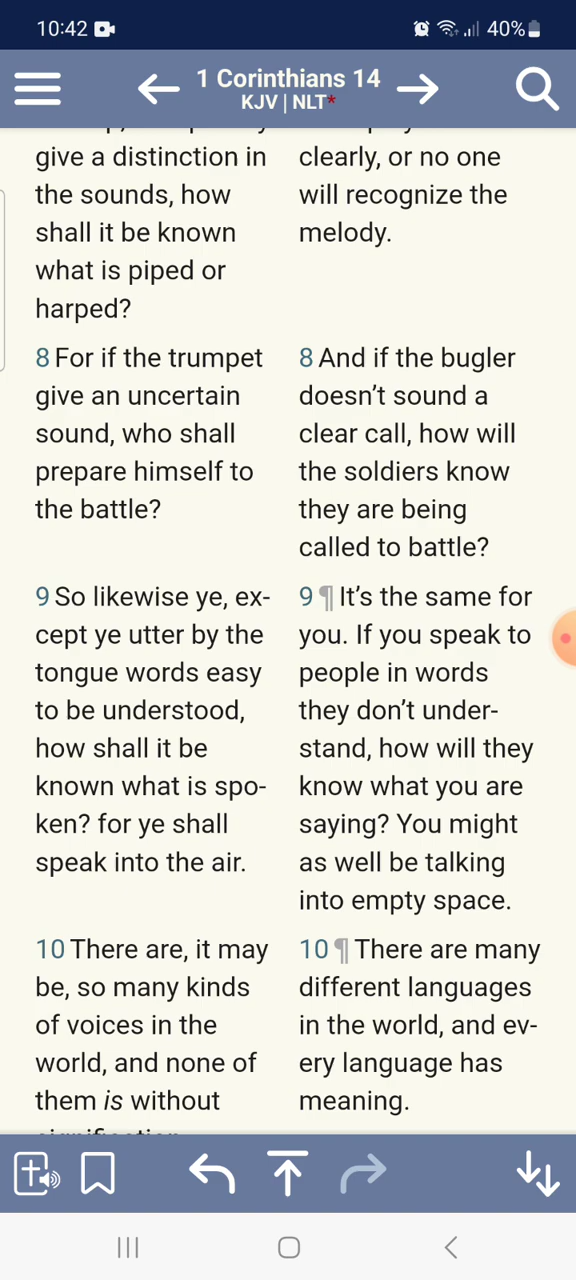 10:42
40%
1 Corinthians 14
KJV | NLT*
give a distinction in
the sounds, how
shall it be known
what is piped or
harped?
8 For if the trumpet
give an uncertain
sound, who shall
prepare himself to
the battle?
9 So likewise ye, ex-
cept ye utter by the
tongue words easy
to be understood,
how shall it be
known what is spo-
ken? for ye shall
speak into the air.
10 There are, it may
be, so many kinds
of voices in the
world, and none of
them is without
clearly, or no one
will recognize the
melody.
8 And if the bugler
doesn’t sound a
clear call, how will
the soldiers know
they are being
called to battle?
9 ¶ It’s the same for
you. If you speak to
people in words
they don’t under-
stand, how will they
know what you are
saying? You might
as well be talking
into empty space.
10 ¶ There are many
different languages
in the world, and ev-
ery language has
meaning.